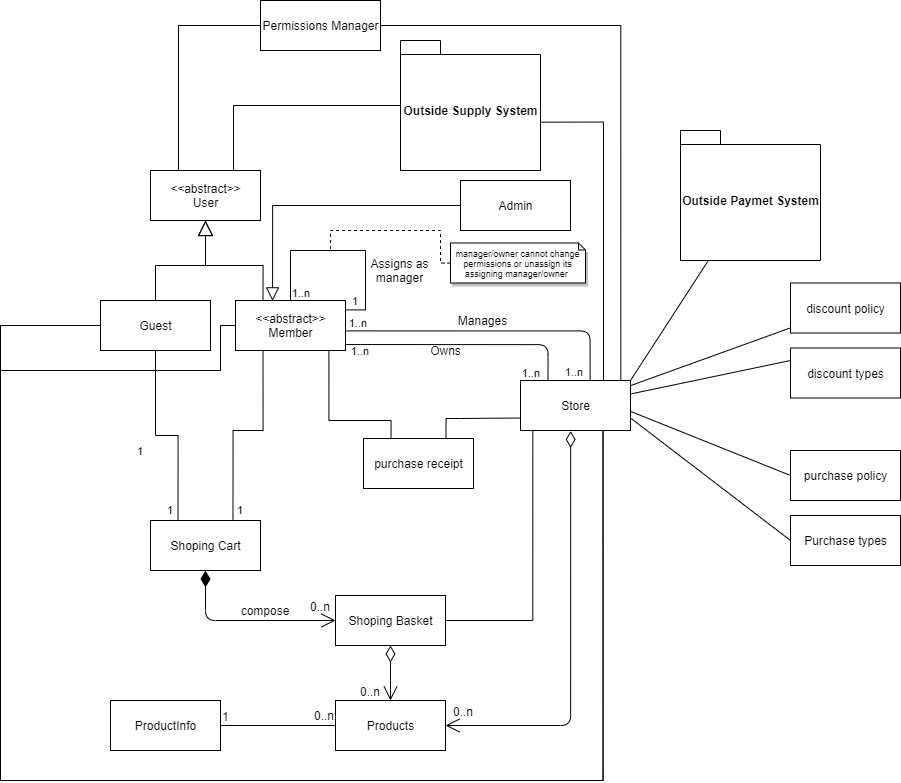 Permissions Manager
Outside Supply System
Outside Paymet System
<<abstract>>
User
Admin
manager/owner cannot change
permissions or unassign its
assigning manager/owner
Assigns as
manager
1..n
1
Guest
<<abstract>>
Member
1..n
Manages
1..n
Owns
1..n
1..n
discount policy
discount types
Store
purchase receipt
purchase policy
Purchase types
1
1
1
Shoping Cart
compose
0..n
Shoping Basket
0..n
0..n
ProductInfo
1
0..n
Products